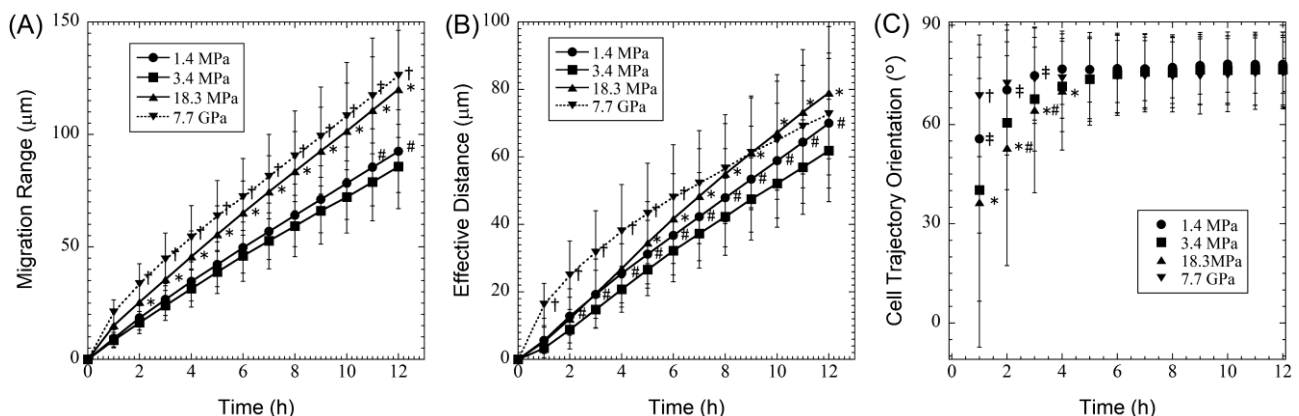 (A)
150
100
50
0
Migration Range (μm)
1.4 MPa
3.4 MPa
18.3 MPa
7.7 GPa
† † † † † † † † † † †
* * * * * * * * * * *
# #
0 2 4 6 8 10 12
Time (h)
(B)
100
80
60
40
20
0
Effective Distance (μm)
1.4 MPa
3.4 MPa
18.3 MPa
7.7 GPa
† † † † †
* * * * * * *
# # # # # # # # # # #
0 2 4 6 8 10 12
Time (h)
(C)
90
60
30
0
Cell Trajectory Orientation (°)
† † ‡ ‡ ‡
* *# *# *
1.4 MPa
3.4 MPa
18.3MPa
7.7 GPa
0 2 4 6 8 10 12
Time (h)